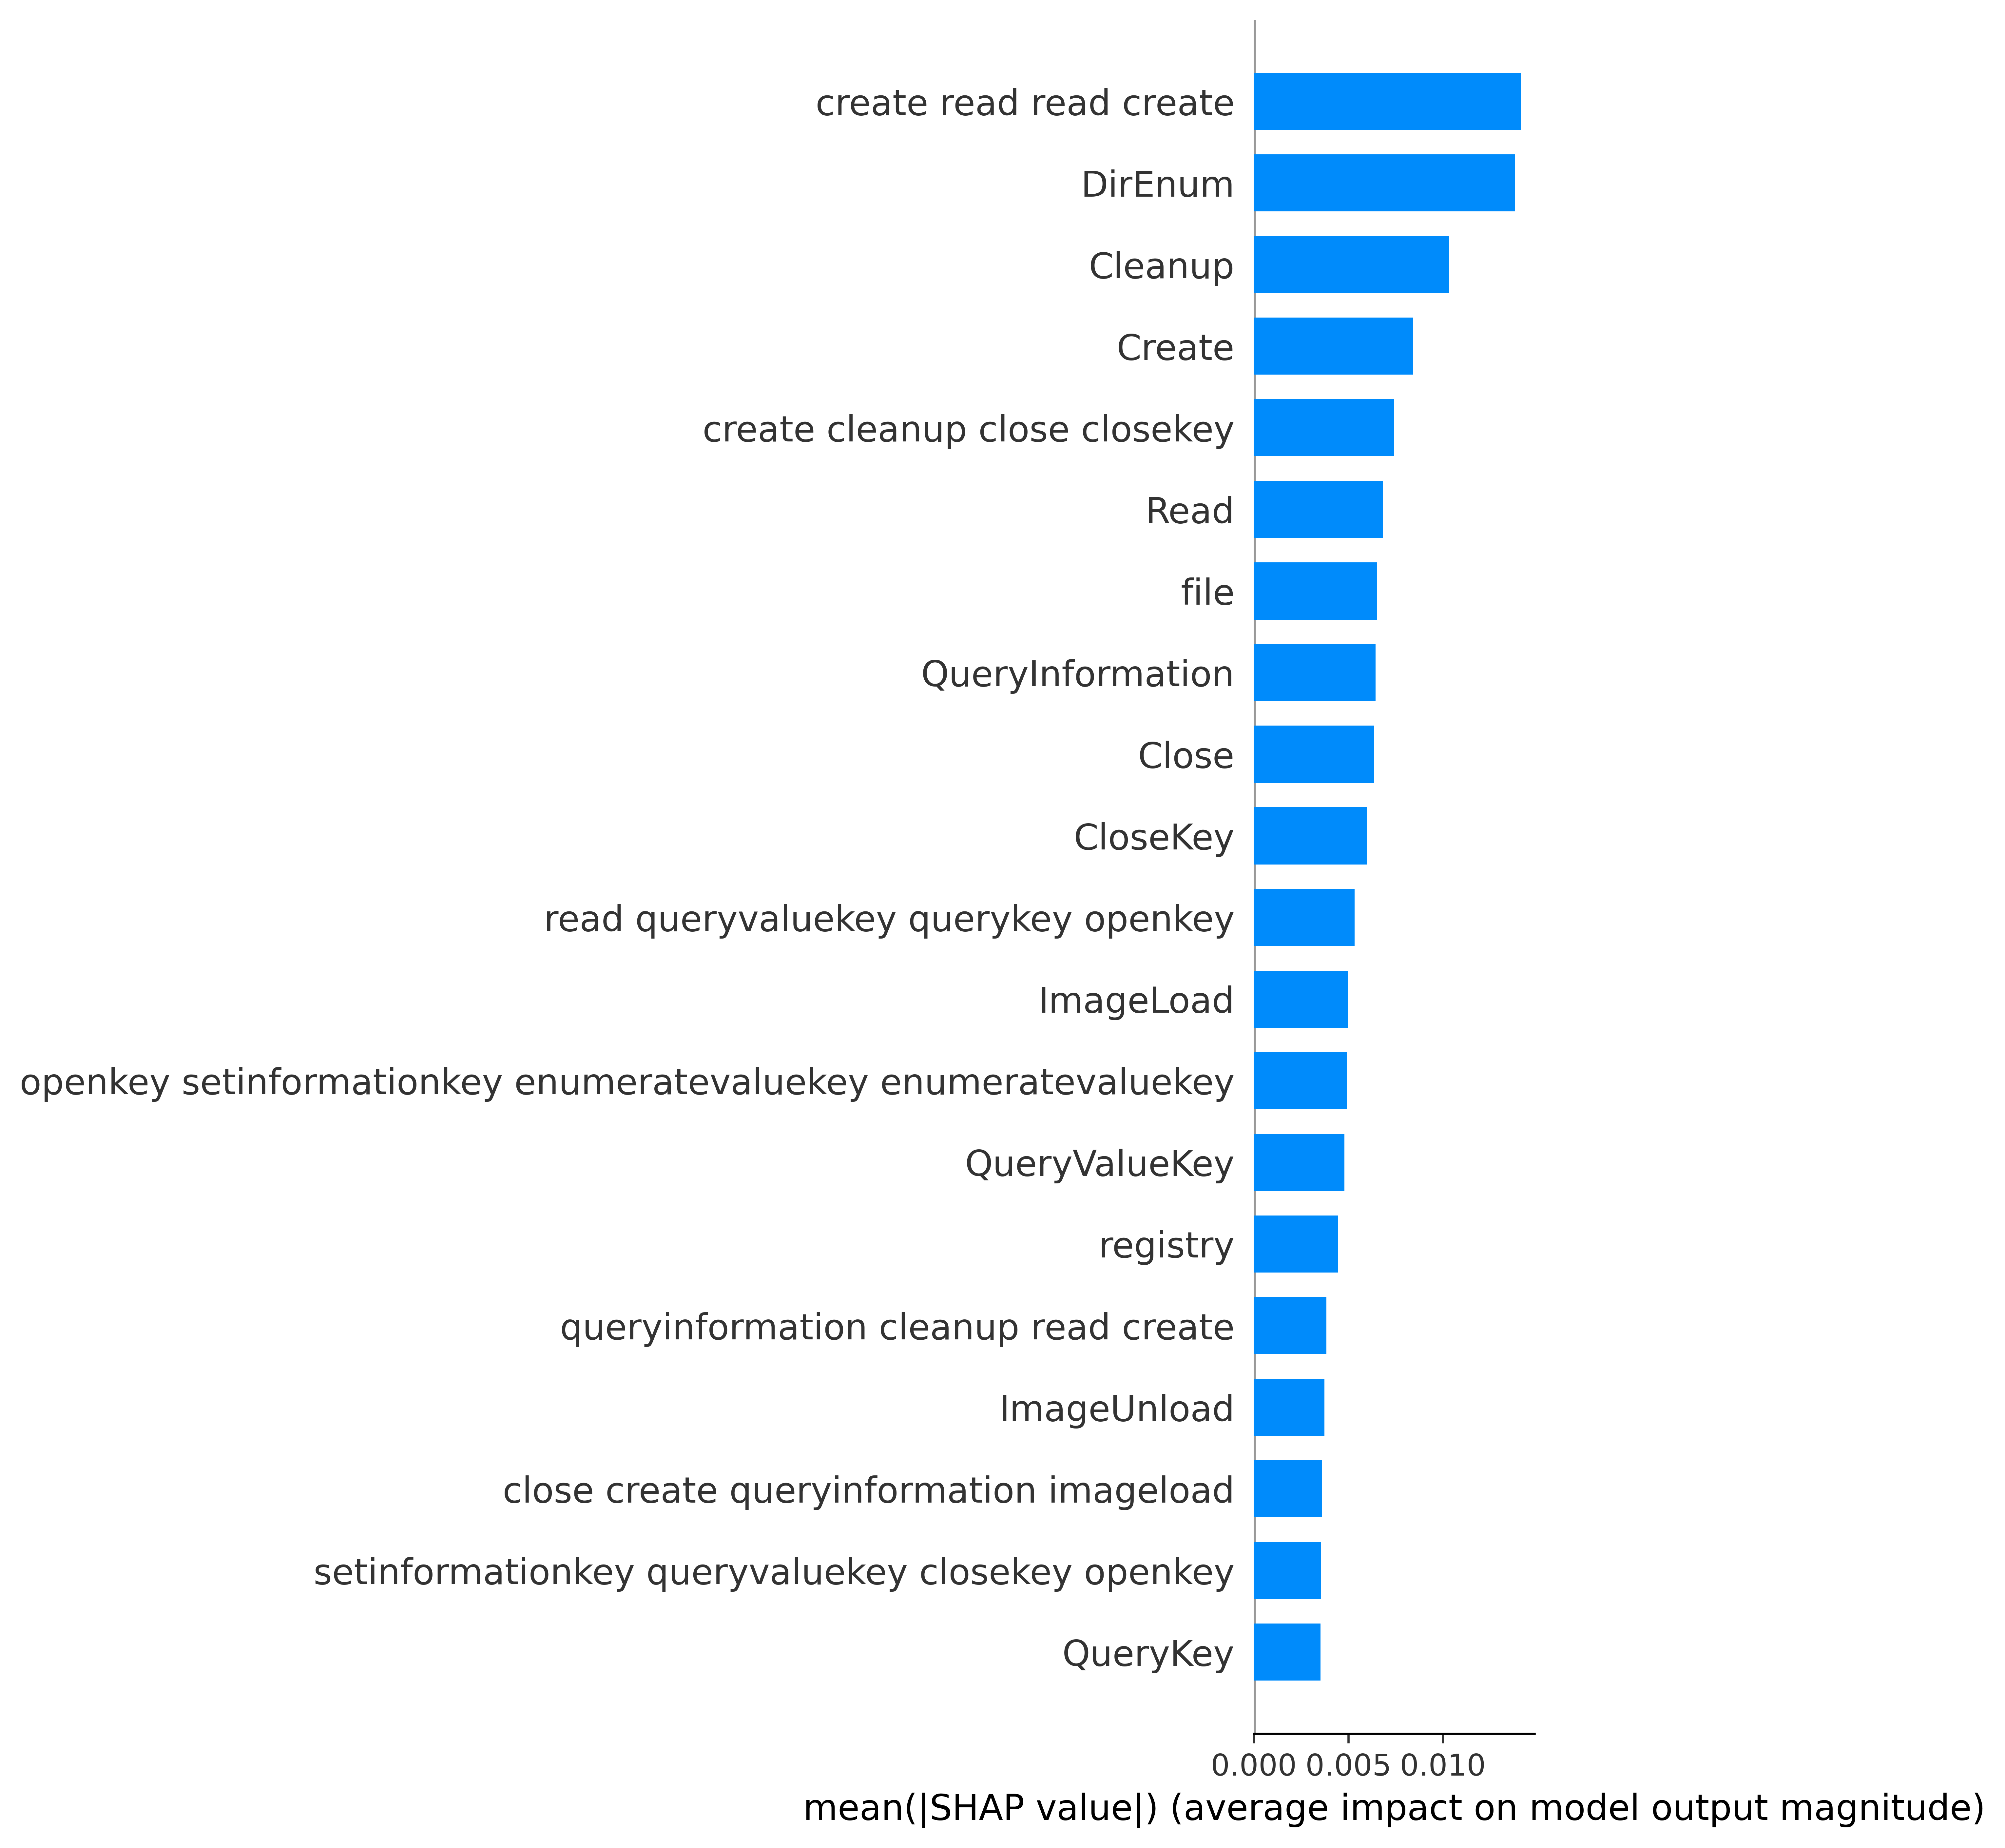 create read read create
DirEnum
Cleanup
Create
create cleanup close closekey
Read
file
QueryInformation
Close
CloseKey
read queryvaluekey querykey openkey
ImageLoad
openkey setinformationkey enumeratevaluekey enumeratevaluekey
QueryValueKey
registry
queryinformation cleanup read create
ImageUnload
close create queryinformation imageload
setinformationkey queryvaluekey closekey openkey
QueryKey
0.000 0.005 0.010
mean(|SHAP value|) (average impact on model output magnitude)